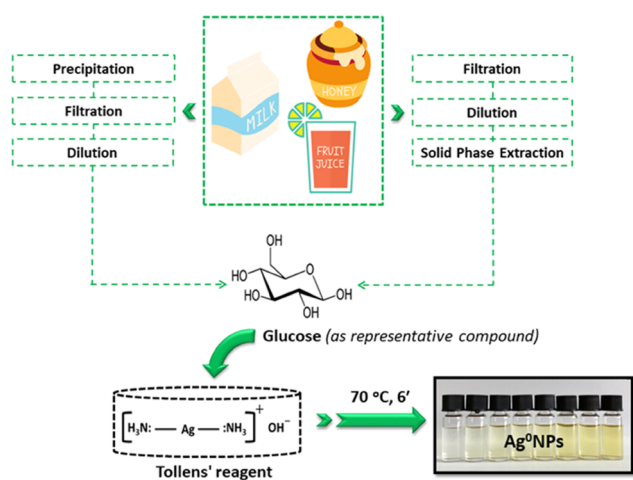 Precipitation
Filtration
Dilution
MILK
HONEY
FRUIT
JUICE
Filtration
Dilution
Solid Phase Extraction
OH
HO
HO
O
OH
OH
Glucose (as representative compound)
[H₃N: — Ag — :NH₃]⁺ OH⁻
Tollens' reagent
70 ºC, 6’
Ag⁰NPs